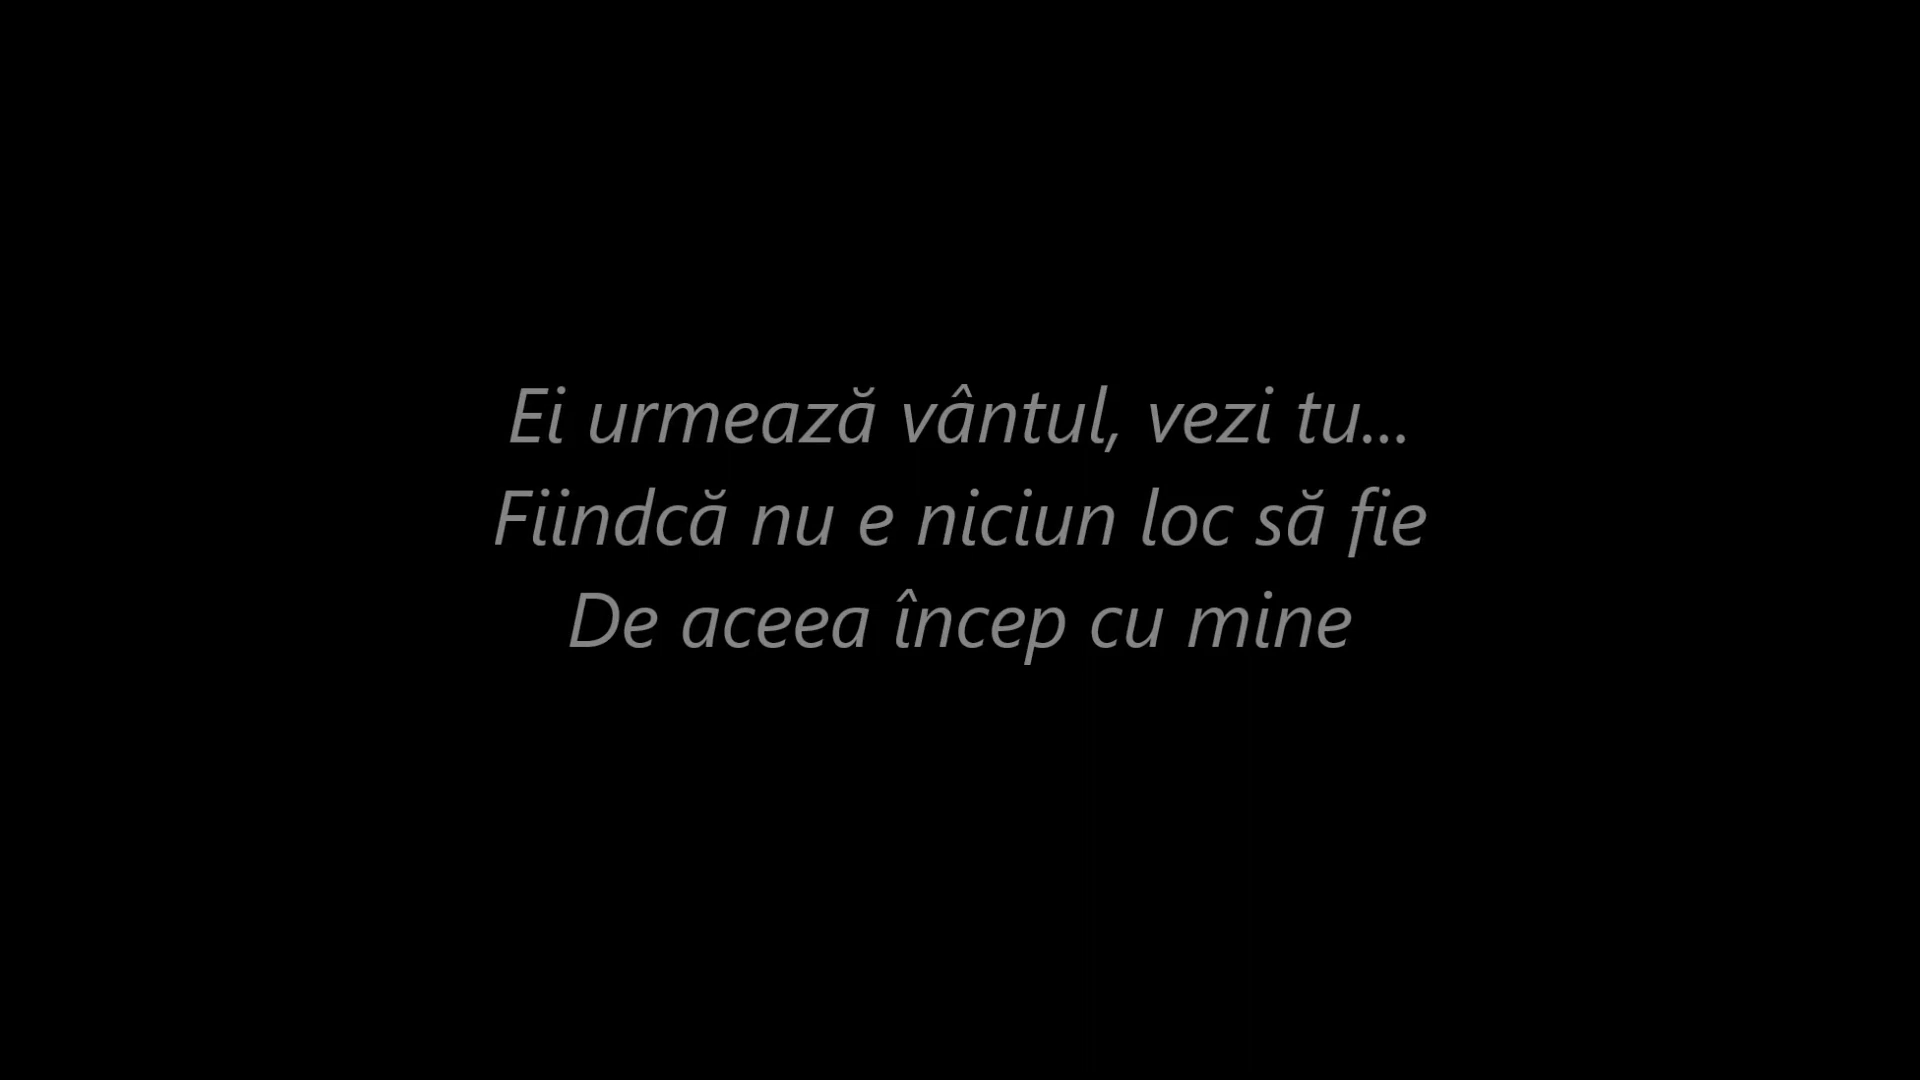 Ei urmează vântul, vezi tu...
Fiindcă nu e niciun loc să fie
De aceea încep cu mine